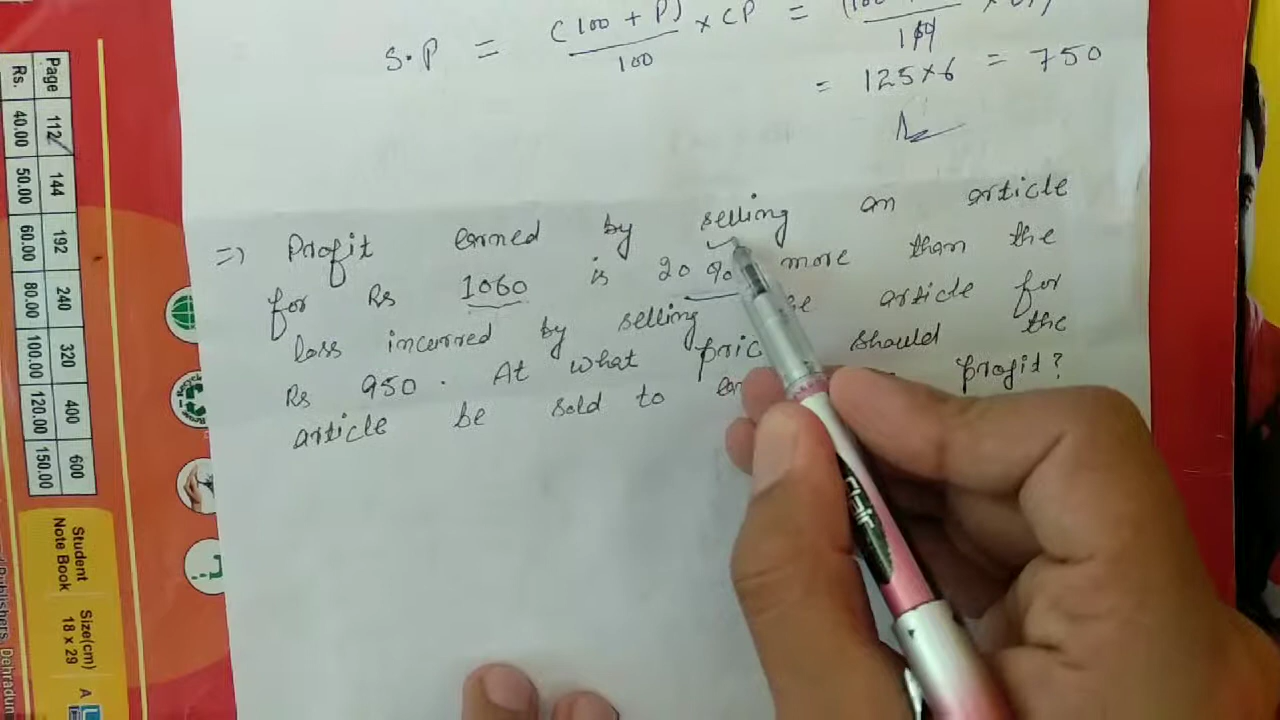 S.P = (100 + P)/100 × CP =
= 125×6 = 750
=> Profit earned by selling an article
for Rs 1060 is 20% more than the
loss incurred by selling article for
Rs 950. At what should the
article be sold to profit?
Page 112 144 192 240 320 400 600
Rs. 40.00 50.00 60.00 80.00 100.00 120.00 150.00
Student
Note Book
Size(cm)
18 x 29
A
Publishers, Dehradun